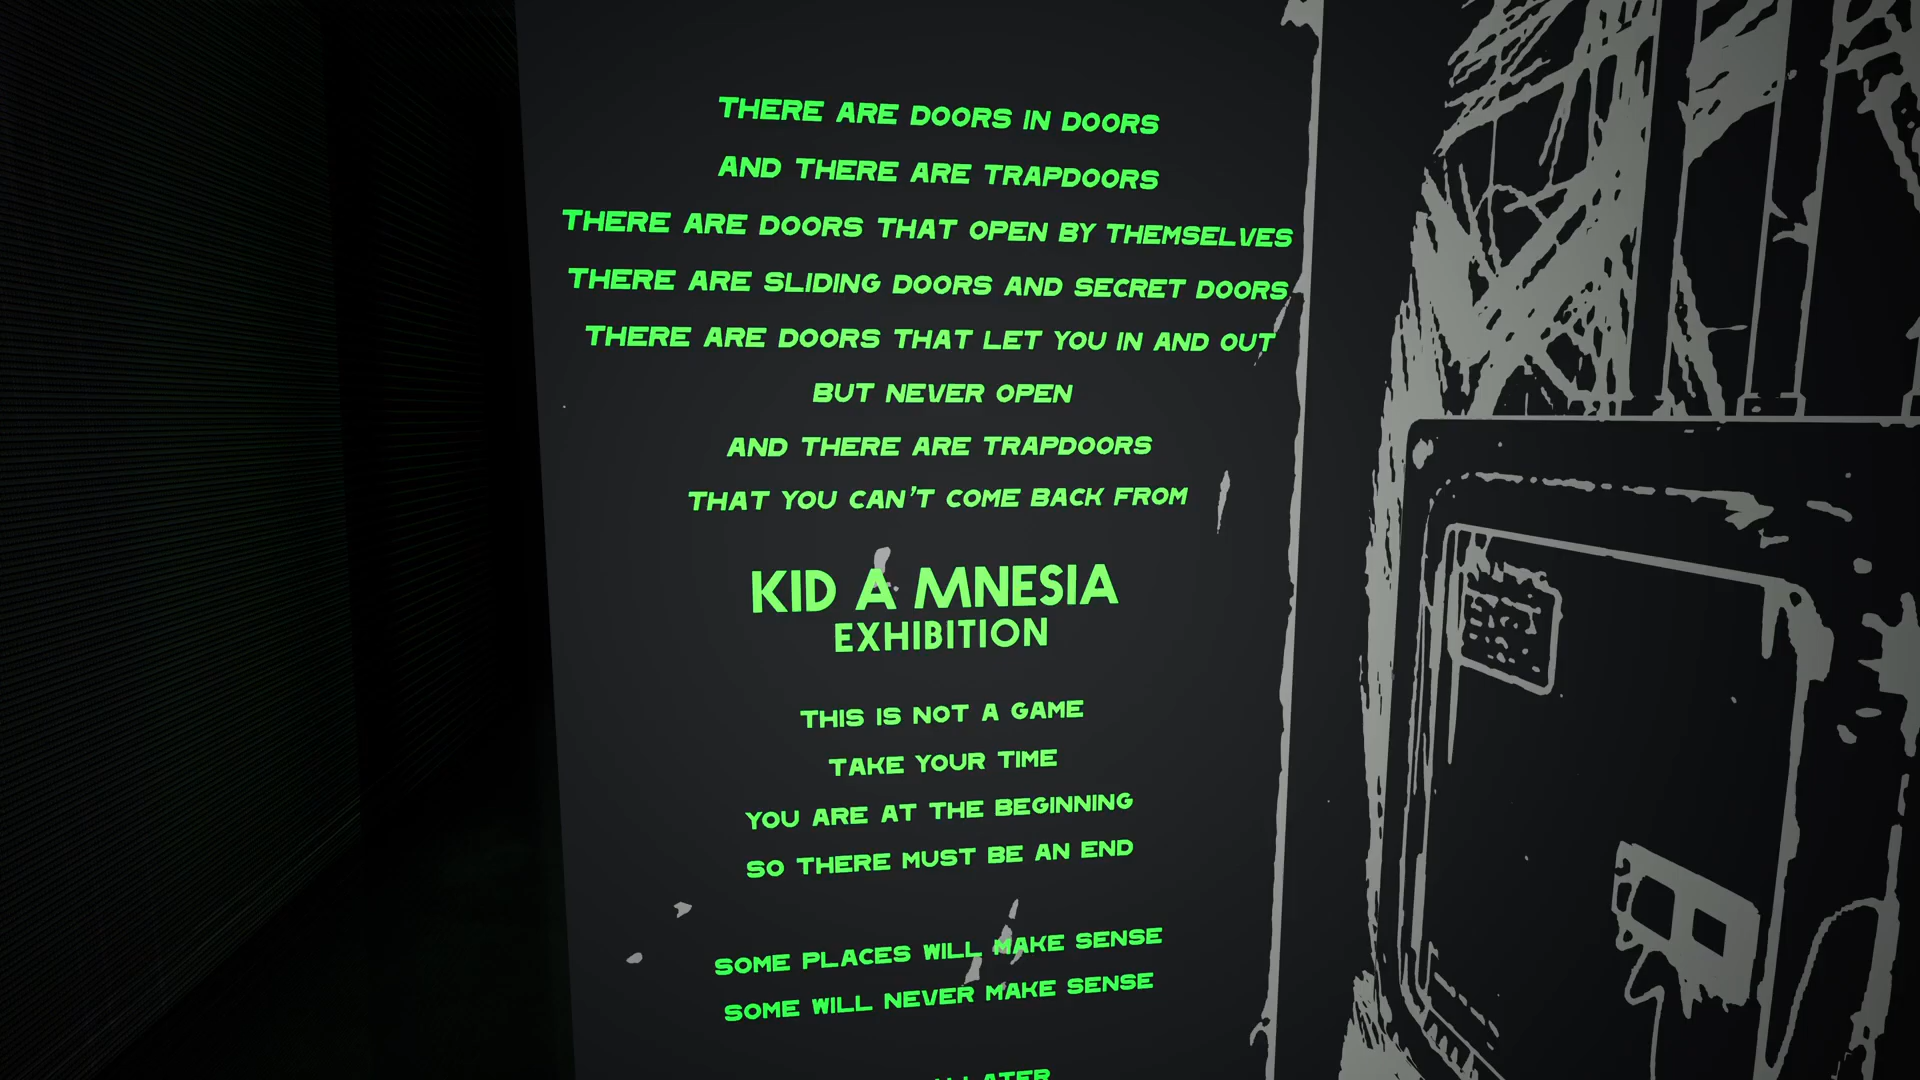 THERE ARE DOORS IN DOORS
AND THERE ARE TRAPDOORS
THERE ARE DOORS THAT OPEN BY THEMSELVES
THERE ARE SLIDING DOORS AND SECRET DOORS
THERE ARE DOORS THAT LET YOU IN AND OUT
BUT NEVER OPEN
AND THERE ARE TRAPDOORS
THAT YOU CAN'T COME BACK FROM
KID A MNESIA
EXHIBITION
THIS IS NOT A GAME
TAKE YOUR TIME
YOU ARE AT THE BEGINNING
SO THERE MUST BE AN END
SOME PLACES WILL MAKE SENSE
SOME WILL NEVER MAKE SENSE
LATER